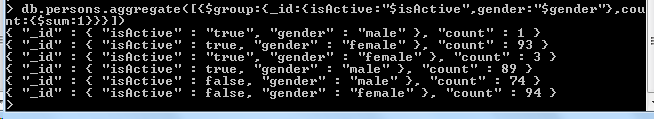 > db.persons.aggregate([{$group:{_id:{isActive:"$isActive",gender:"$gender"},cou
nt:{$sum:1}}}])
{ "_id" : { "isActive" : "true", "gender" : "male" }, "count" : 1 }
{ "_id" : { "isActive" : true, "gender" : "female" }, "count" : 93 }
{ "_id" : { "isActive" : "true", "gender" : "female" }, "count" : 3 }
{ "_id" : { "isActive" : true, "gender" : "male" }, "count" : 89 }
{ "_id" : { "isActive" : false, "gender" : "male" }, "count" : 74 }
{ "_id" : { "isActive" : false, "gender" : "female" }, "count" : 94 }
>